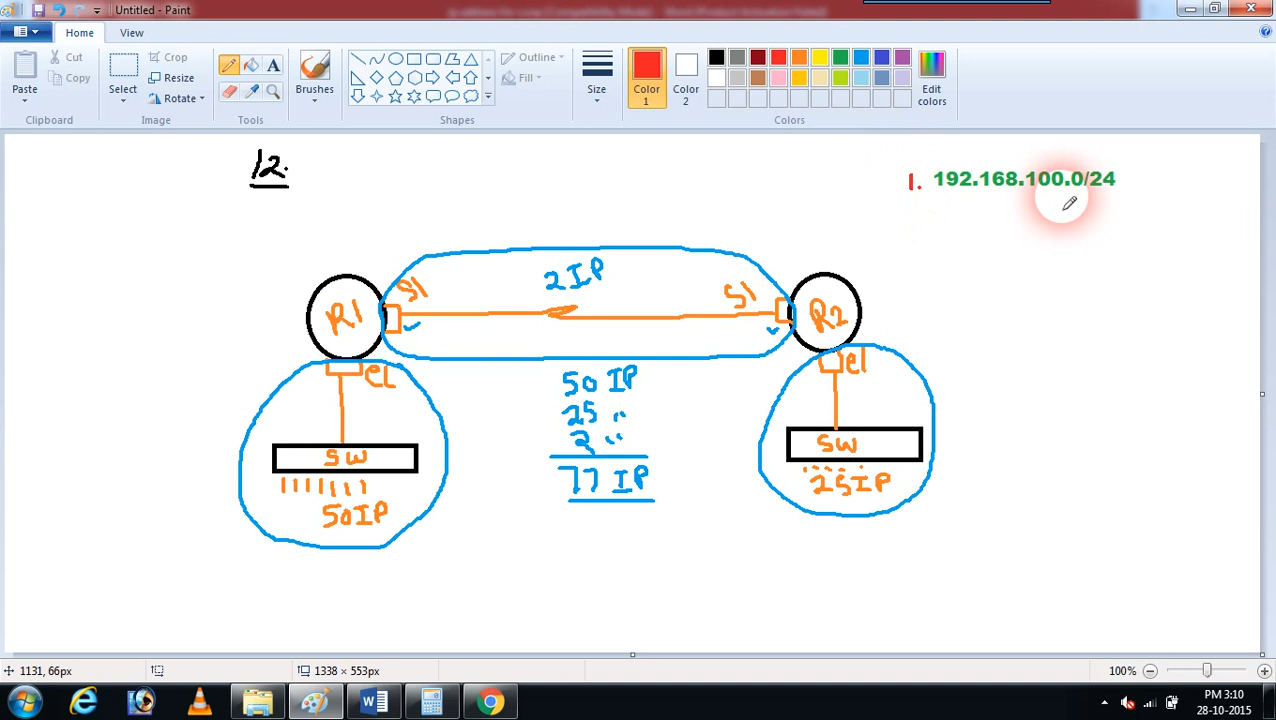 Untitled - Paint
Home
View
Cut
Copy
Paste
Clipboard
Select
Crop
Resize
Rotate
Image
Tools
Brushes
Shapes
Outline
Fill
Size
Color 1
Color 2
Edit colors
Colors
12.
1. 192.168.100.0/24
2 IP
R1
S1
S1
R2
e1
e1
50 IP
25 "
2 "
77 IP
SW
50 IP
SW
25 IP
1131, 66px
1338 × 553px
100%
PM 3:10
28-10-2015